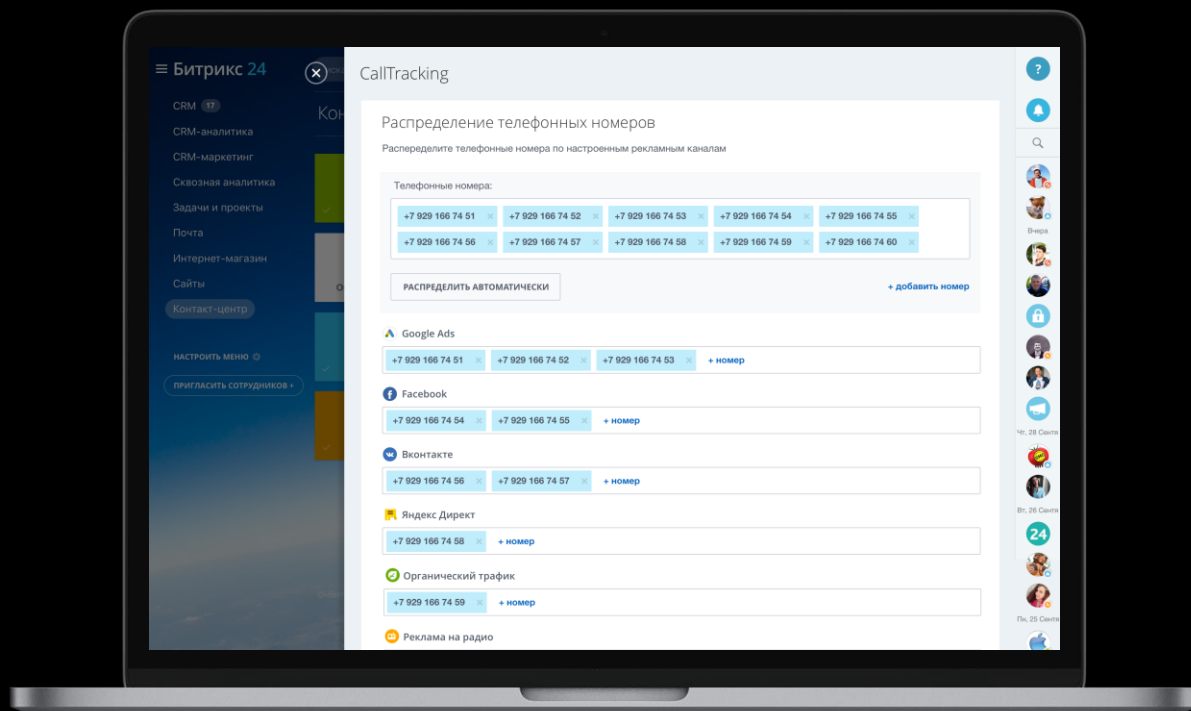 Битрикс 24
CRM 17
CRM-аналитика
CRM-маркетинг
Сквозная аналитика
Задачи и проекты
Почта
Интернет-магазин
Сайты
Контакт-центр
НАСТРОИТЬ МЕНЮ
ПРИГЛАСИТЬ СОТРУДНИКОВ +
Кон
CallTracking
Распределение телефонных номеров
Распеределите телефонные номера по настроенным рекламным каналам
Телефонные номера:
+7 929 166 74 51 × +7 929 166 74 52 × +7 929 166 74 53 × +7 929 166 74 54 × +7 929 166 74 55 ×
+7 929 166 74 56 × +7 929 166 74 57 × +7 929 166 74 58 × +7 929 166 74 59 × +7 929 166 74 60 ×
РАСПРЕДЕЛИТЬ АВТОМАТИЧЕСКИ + добавить номер
Google Ads
+7 929 166 74 51 × +7 929 166 74 52 × +7 929 166 74 53 × + номер
Facebook
+7 929 166 74 54 × +7 929 166 74 55 × + номер
Вконтакте
+7 929 166 74 56 × +7 929 166 74 57 × + номер
Яндекс Директ
+7 929 166 74 58 × + номер
Органический трафик
+7 929 166 74 59 × + номер
Реклама на радио
?
Вчера
Чт, 28 Сентя
Вт, 26 Сентя
24
Пн, 25 Сентя